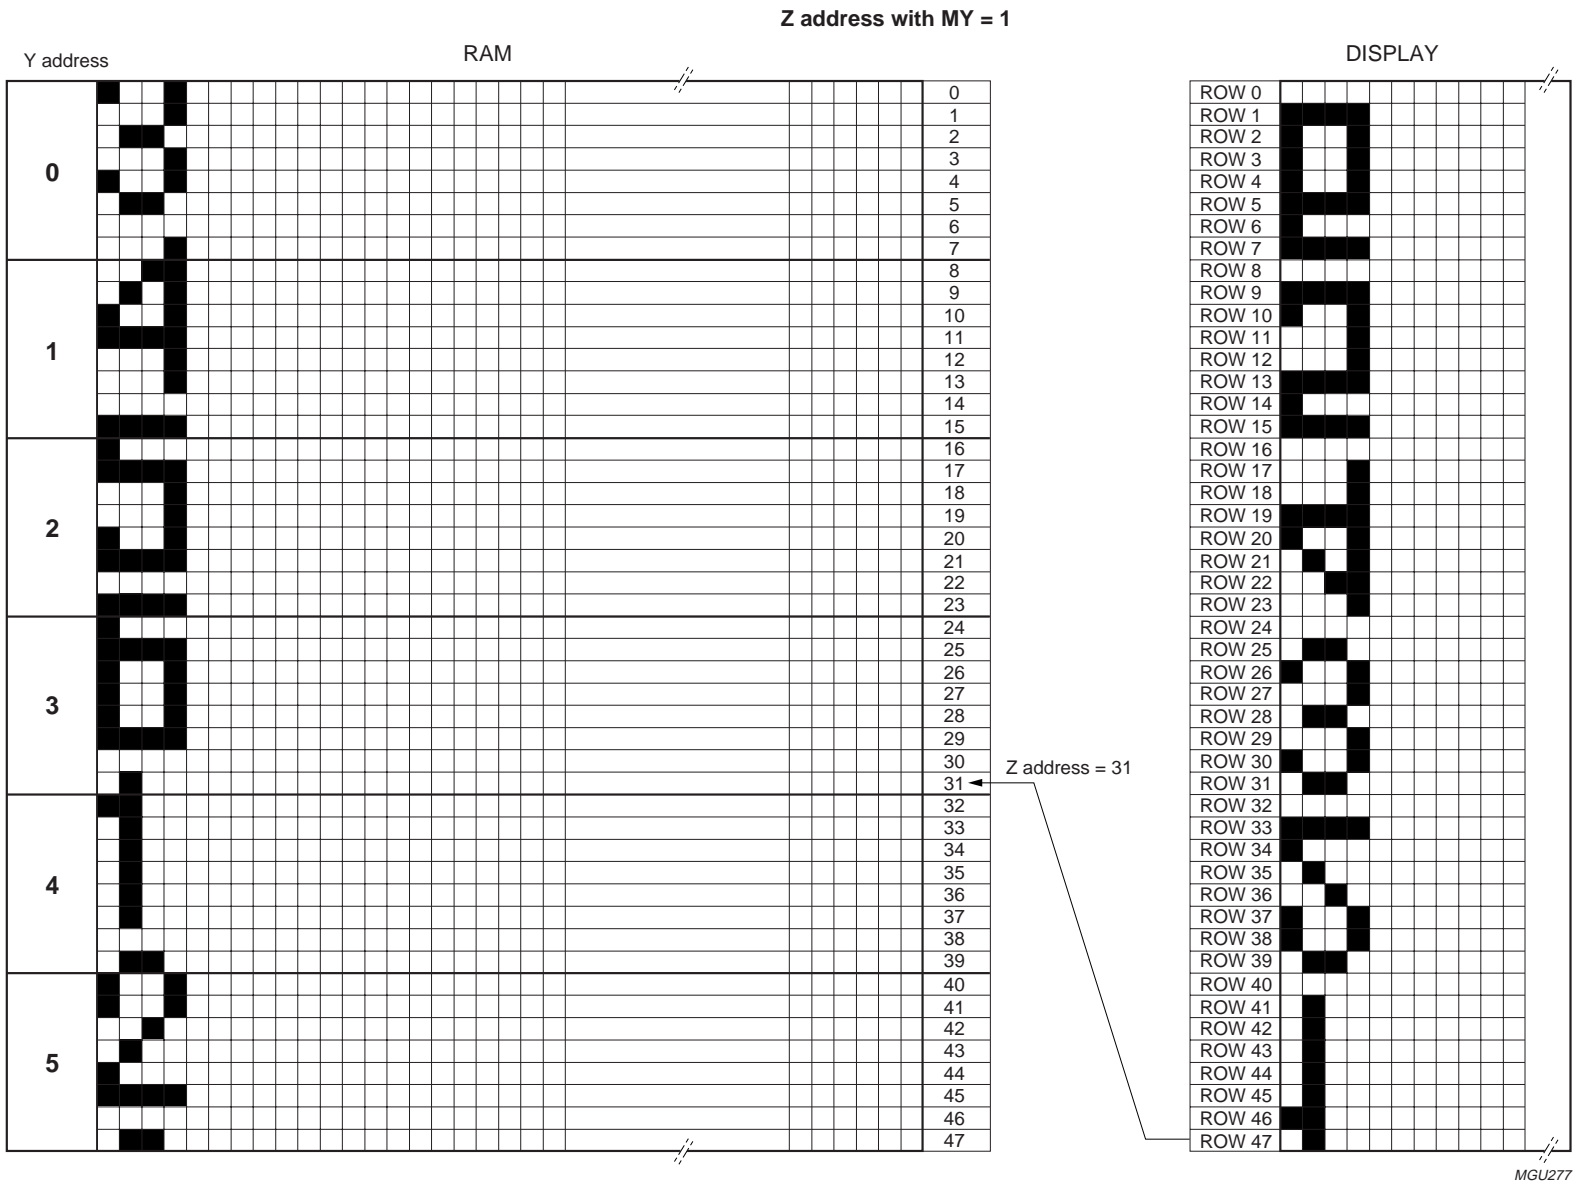 Z address with MY = 1
Y address
RAM
DISPLAY
0
1
2
3
4
5
0
1
2
3
4
5
6
7
8
9
10
11
12
13
14
15
16
17
18
19
20
21
22
23
24
25
26
27
28
29
30
31
32
33
34
35
36
37
38
39
40
41
42
43
44
45
46
47
Z address = 31
ROW 0
ROW 1
ROW 2
ROW 3
ROW 4
ROW 5
ROW 6
ROW 7
ROW 8
ROW 9
ROW 10
ROW 11
ROW 12
ROW 13
ROW 14
ROW 15
ROW 16
ROW 17
ROW 18
ROW 19
ROW 20
ROW 21
ROW 22
ROW 23
ROW 24
ROW 25
ROW 26
ROW 27
ROW 28
ROW 29
ROW 30
ROW 31
ROW 32
ROW 33
ROW 34
ROW 35
ROW 36
ROW 37
ROW 38
ROW 39
ROW 40
ROW 41
ROW 42
ROW 43
ROW 44
ROW 45
ROW 46
ROW 47
MGU277